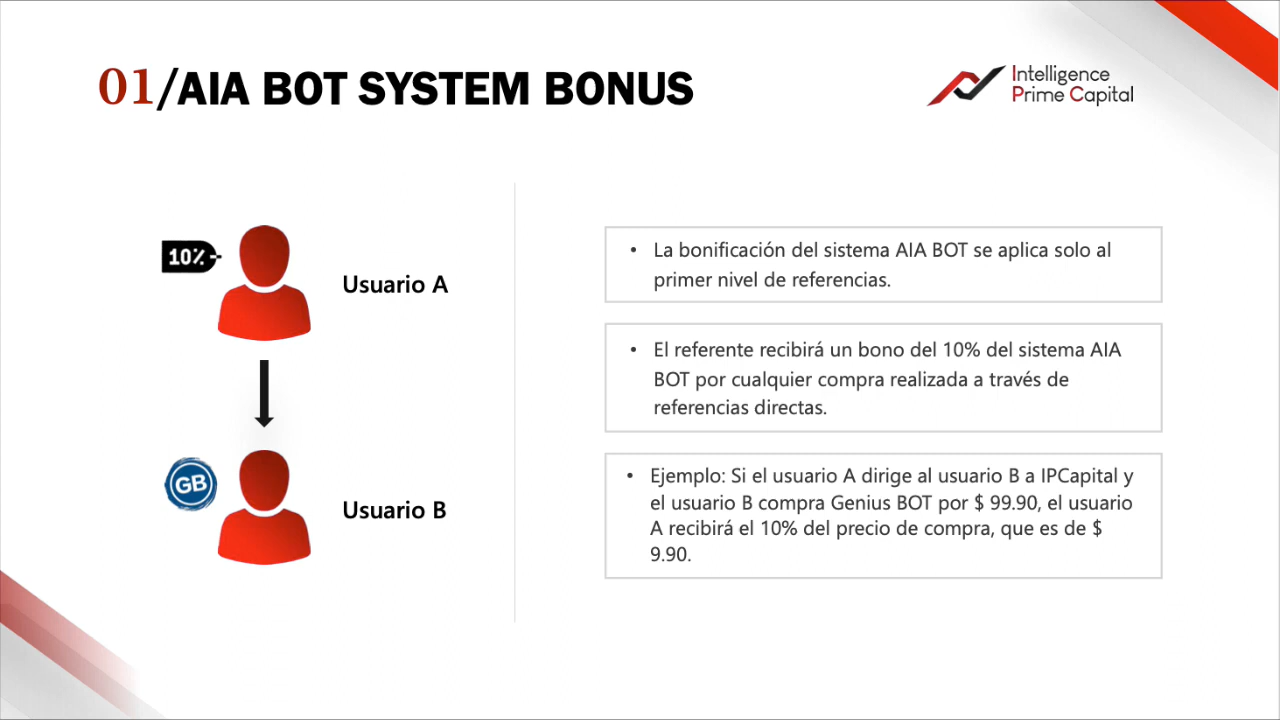 01/AIA BOT SYSTEM BONUS
Intelligence
Prime Capital
10%
Usuario A
GB
Usuario B
• La bonificación del sistema AIA BOT se aplica solo al
primer nivel de referencias.
• El referente recibirá un bono del 10% del sistema AIA
BOT por cualquier compra realizada a través de
referencias directas.
• Ejemplo: Si el usuario A dirige al usuario B a IPCapital y
el usuario B compra Genius BOT por $ 99.90, el usuario
A recibirá el 10% del precio de compra, que es de $
9.90.